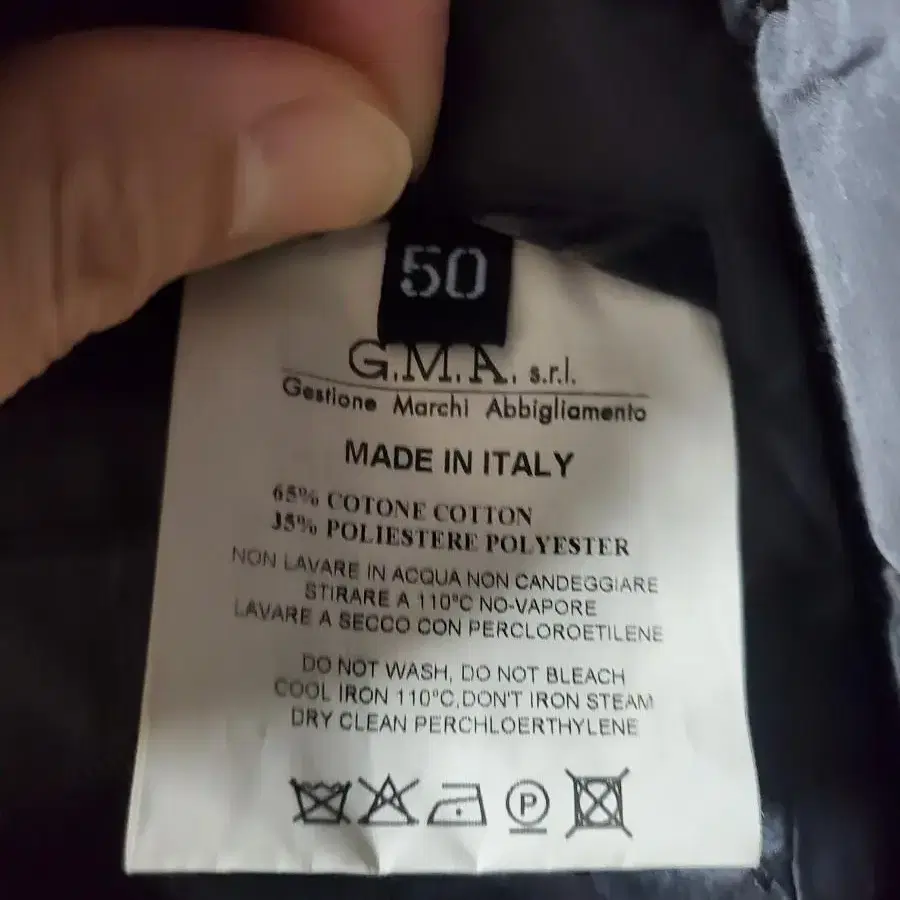 50
G.M.A. s.r.l.
Gestione Marchi Abbigliamento
MADE IN ITALY
65% COTONE COTTON
35% POLIESTERE POLYESTER
NON LAVARE IN ACQUA NON CANDEGGIARE
STIRARE A 110°C NO-VAPORE
LAVARE A SECCO CON PERCLOROETILENE
DO NOT WASH, DO NOT BLEACH
COOL IRON 110°C,DON'T IRON STEAM
DRY CLEAN PERCHLOERTHYLENE
P